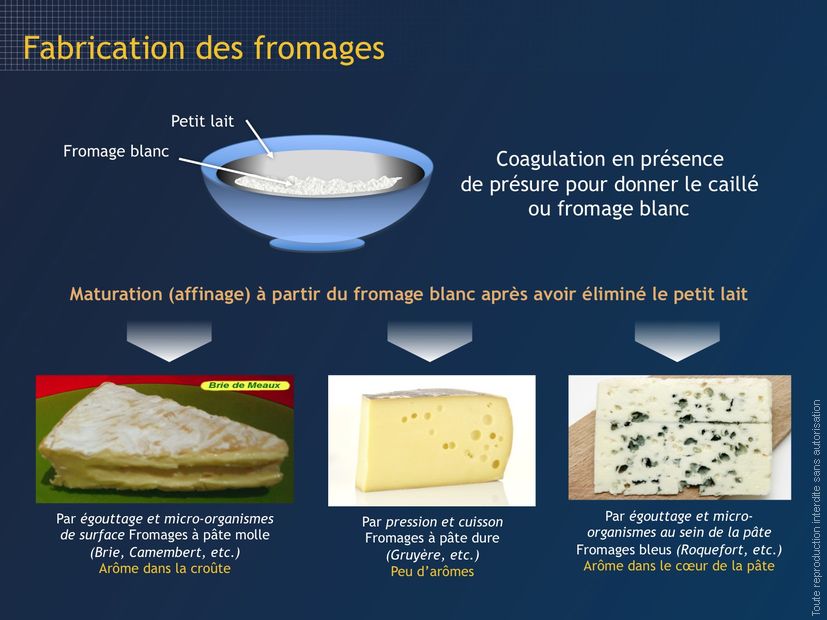 Fabrication des fromages
Petit lait
Fromage blanc
Coagulation en présence
de présure pour donner le caillé
ou fromage blanc
Maturation (affinage) à partir du fromage blanc après avoir éliminé le petit lait
Brie de Meaux
Par égouttage et micro-organismes
de surface Fromages à pâte molle
(Brie, Camembert, etc.)
Arôme dans la croûte
Par pression et cuisson
Fromages à pâte dure
(Gruyère, etc.)
Peu d’arômes
Par égouttage et micro-
organismes au sein de la pâte
Fromages bleus (Roquefort, etc.)
Arôme dans le cœur de la pâte
Toute reproduction interdite sans autorisation